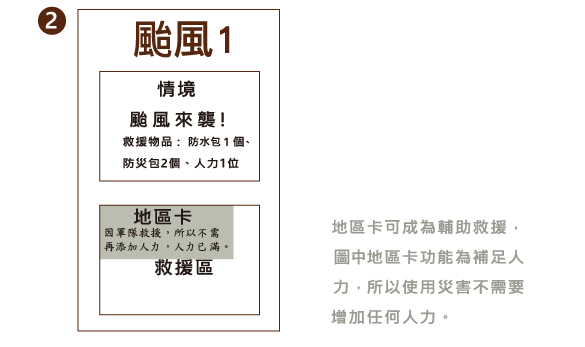 2
颱風1
情境
颱風來襲!
救援物品：防水包1個、
防災包2個、人力1位
地區卡
因軍隊救援，所以不需
再添加人力，人力已滿。
救援區
地區卡可成為輔助救援，
圖中地區卡功能為補足人
力，所以使用災害不需要
增加任何人力。